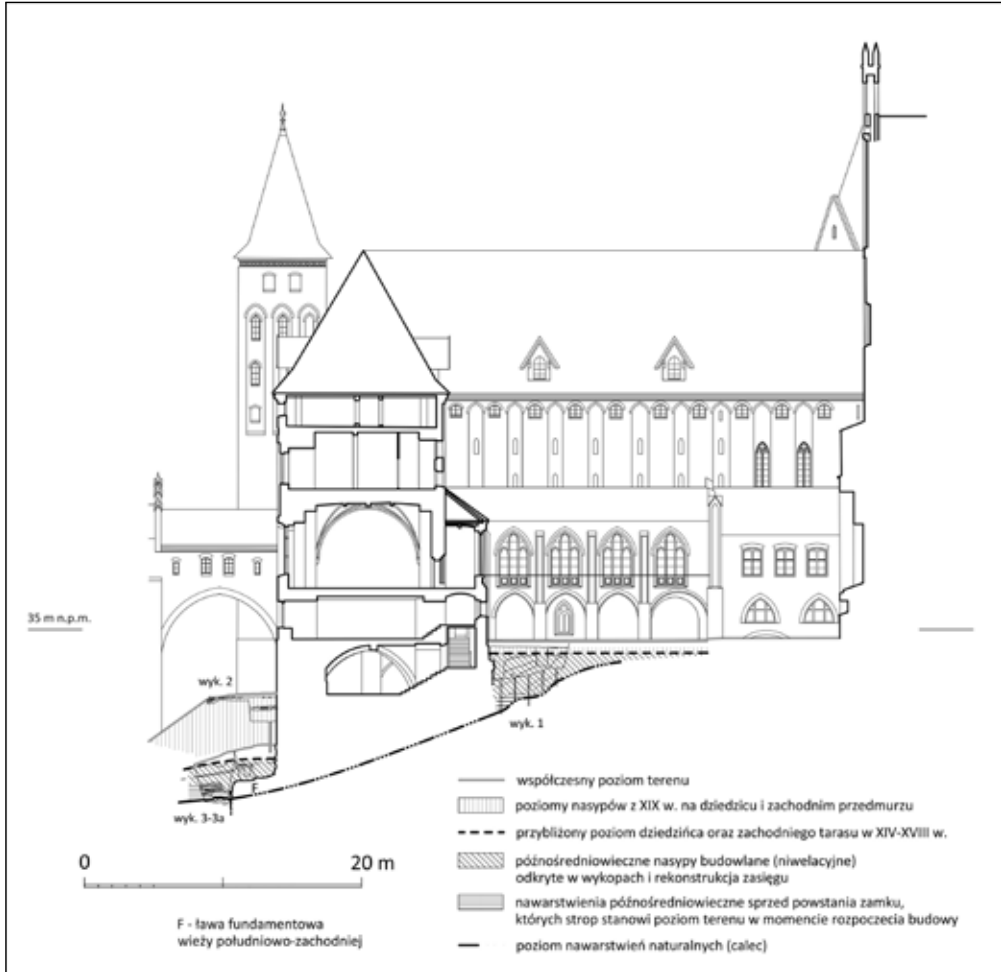 35 m n.p.m.
wyk. 2
wyk. 1
F
wyk. 3-3a
współczesny poziom terenu
poziomy nasypów z XIX w. na dziedzicu i zachodnim przedmurzu
przybliżony poziom dziedzińca oraz zachodniego tarasu w XIV-XVIII w.
0
20 m
późnośredniowieczne nasypy budowlane (niwelacyjne)
odkryte w wykopach i rekonstrukcja zasięgu
nawarstwienia późnośredniowieczne sprzed powstania zamku,
których strop stanowi poziom terenu w momencie rozpoczecia budowy
F - ława fundamentowa
wieży południowo-zachodniej
poziom nawarstwień naturalnych (calec)